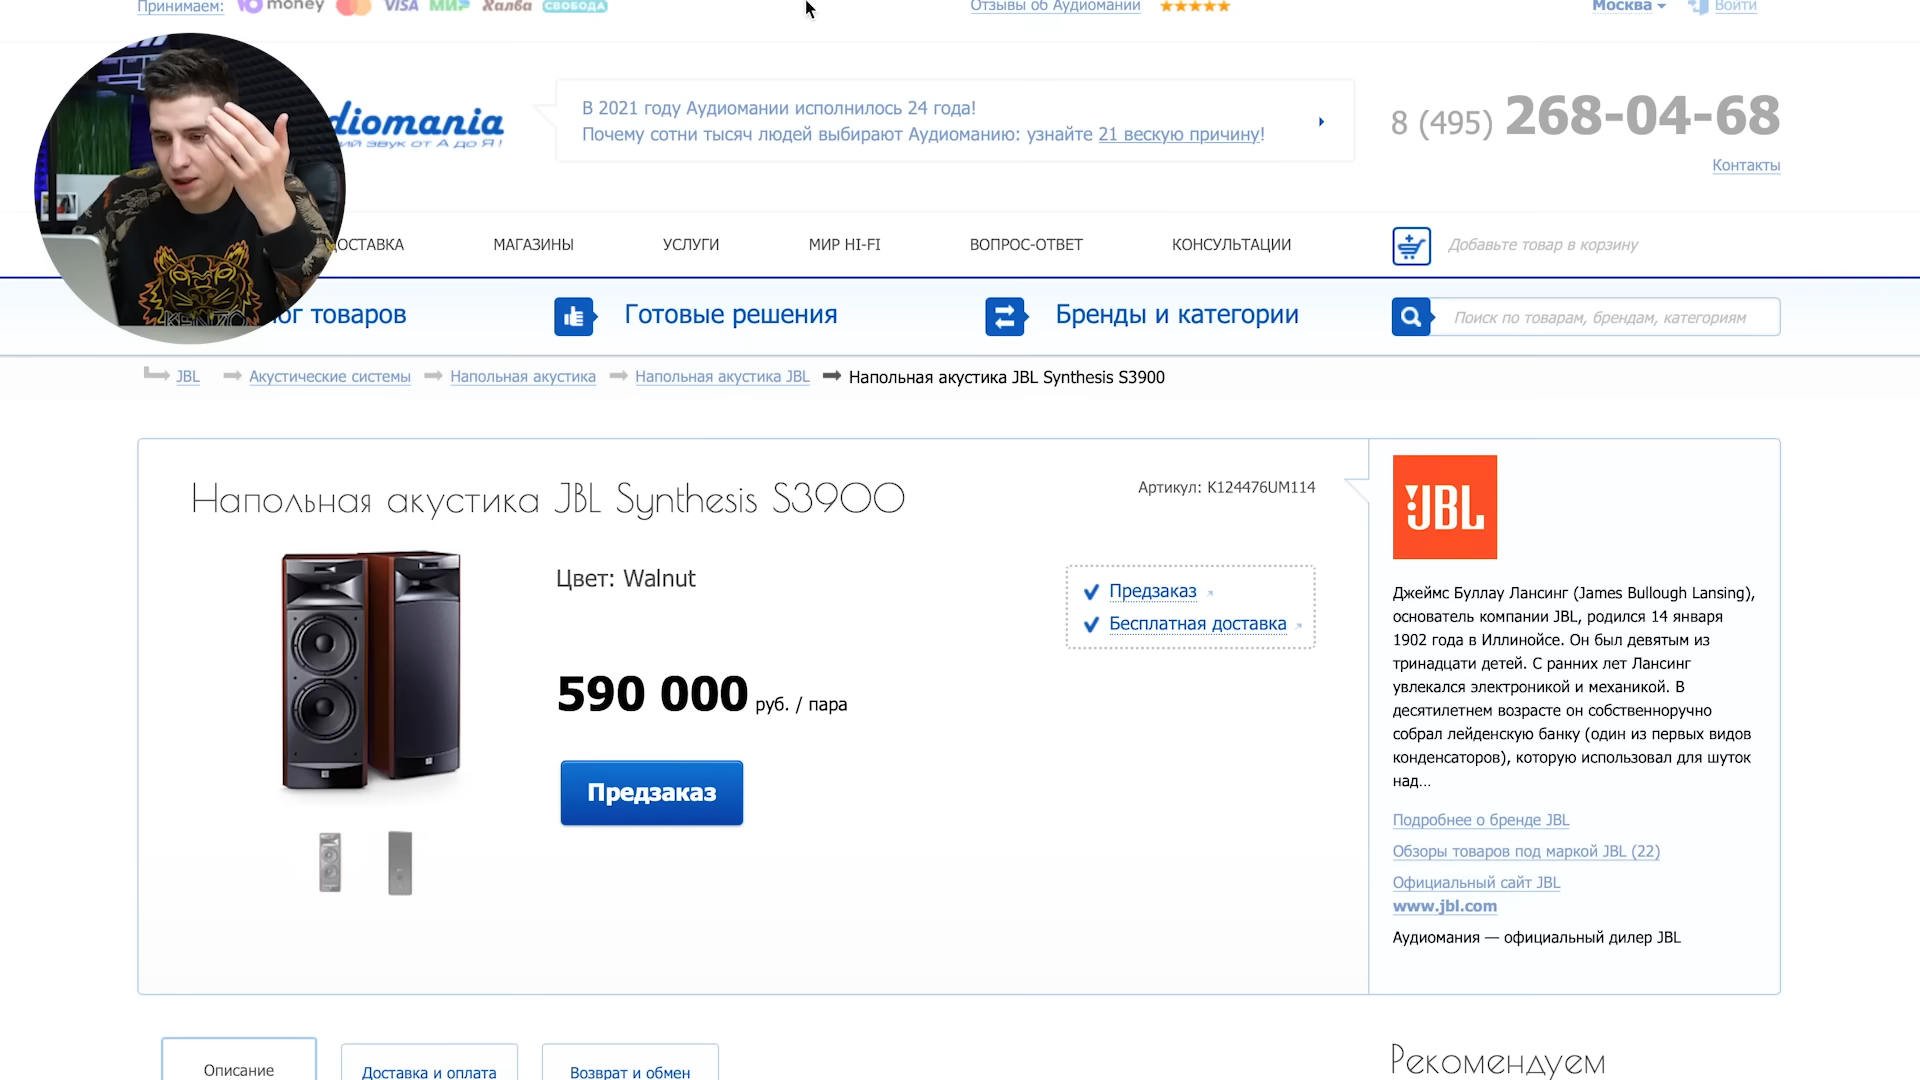 Принимаем:
money VISA МИР Халва СВОБОДА
Отзывы об Аудиомании
Москва
Войти
diomania
ий звук от А до Я!
В 2021 году Аудиомании исполнилось 24 года!
Почему сотни тысяч людей выбирают Аудиоманию: узнайте 21 вескую причину!
8 (495) 268-04-68
Контакты
ОСТАВКА
МАГАЗИНЫ
УСЛУГИ
МИР HI-FI
ВОПРОС-ОТВЕТ
КОНСУЛЬТАЦИИ
Добавьте товар в корзину
KENZO
ог товаров
Готовые решения
Бренды и категории
Поиск по товарам, брендам, категориям
JBL
Акустические системы
Напольная акустика
Напольная акустика JBL
Напольная акустика JBL Synthesis S3900
Напольная акустика JBL Synthesis S3900
Артикул: K124476UM114
Цвет: Walnut
Предзаказ
Бесплатная доставка
590 000 руб. / пара
Предзаказ
JBL
Джеймс Буллау Лансинг (James Bullough Lansing),
основатель компании JBL, родился 14 января
1902 года в Иллинойсе. Он был девятым из
тринадцати детей. С ранних лет Лансинг
увлекался электроникой и механикой. В
десятилетнем возрасте он собственноручно
собрал лейденскую банку (один из первых видов
конденсаторов), которую использовал для шуток
над...
Подробнее о бренде JBL
Обзоры товаров под маркой JBL (22)
Официальный сайт JBL
www.jbl.com
Аудиомания — официальный дилер JBL
Описание
Доставка и оплата
Возврат и обмен
Рекомендуем